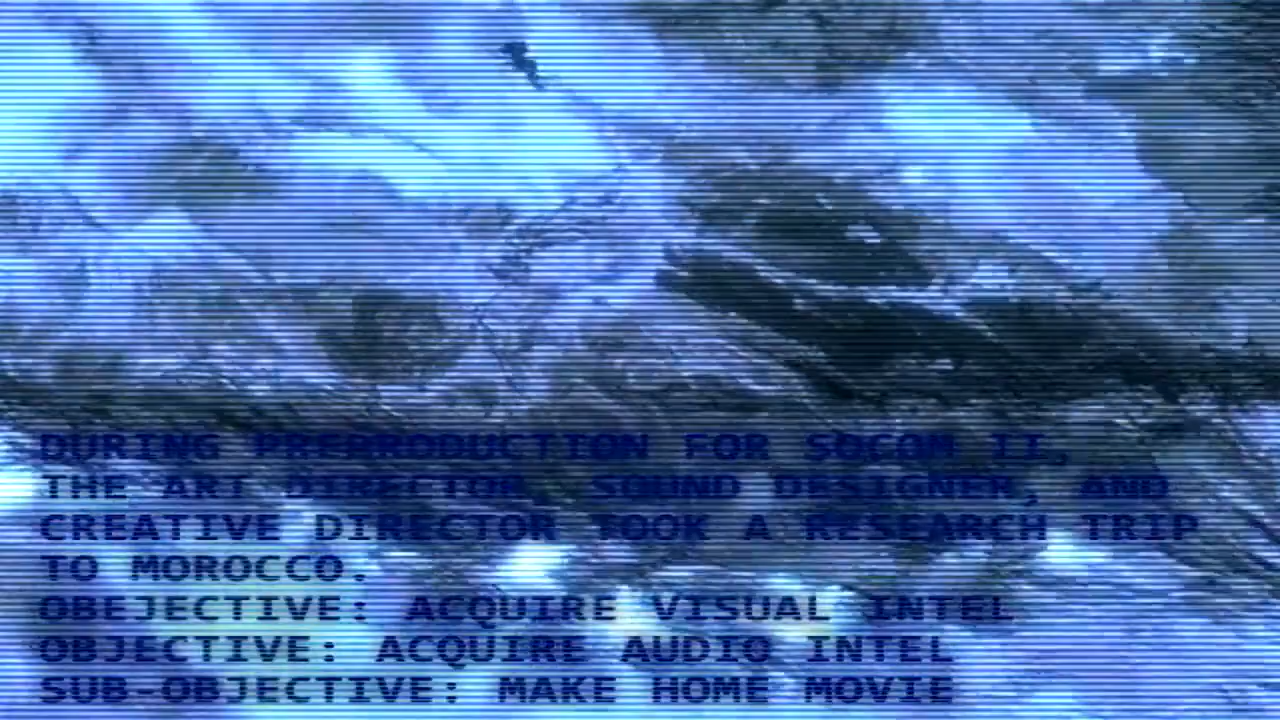 DURING PREPRODUCTION FOR SOCOM II,
THE ART DIRECTOR, SOUND DESIGNER, AND
CREATIVE DIRECTOR TOOK A RESEARCH TRIP
TO MOROCCO.
OBEJECTIVE: ACQUIRE VISUAL INTEL
OBJECTIVE: ACQUIRE AUDIO INTEL
SUB-OBJECTIVE: MAKE HOME MOVIE